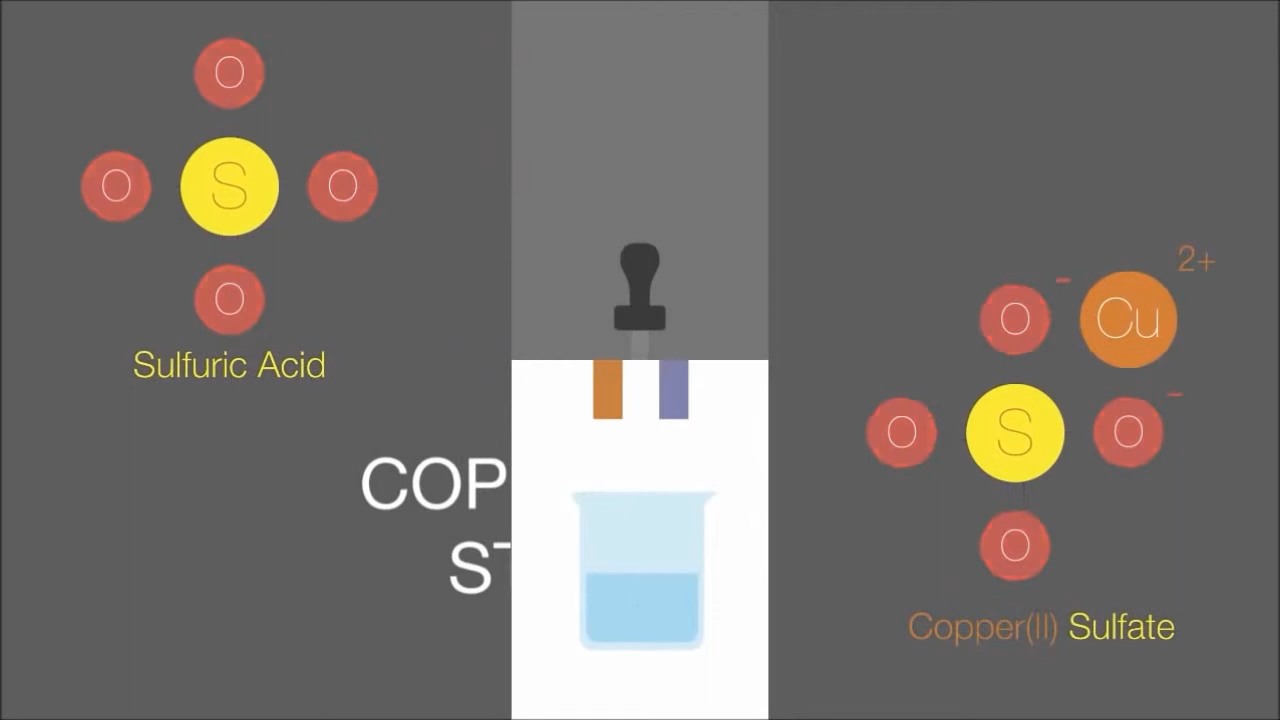 O
O S O
O
Sulfuric Acid
COP
ST
2+
O - Cu
O S O -
O
Copper(II) Sulfate